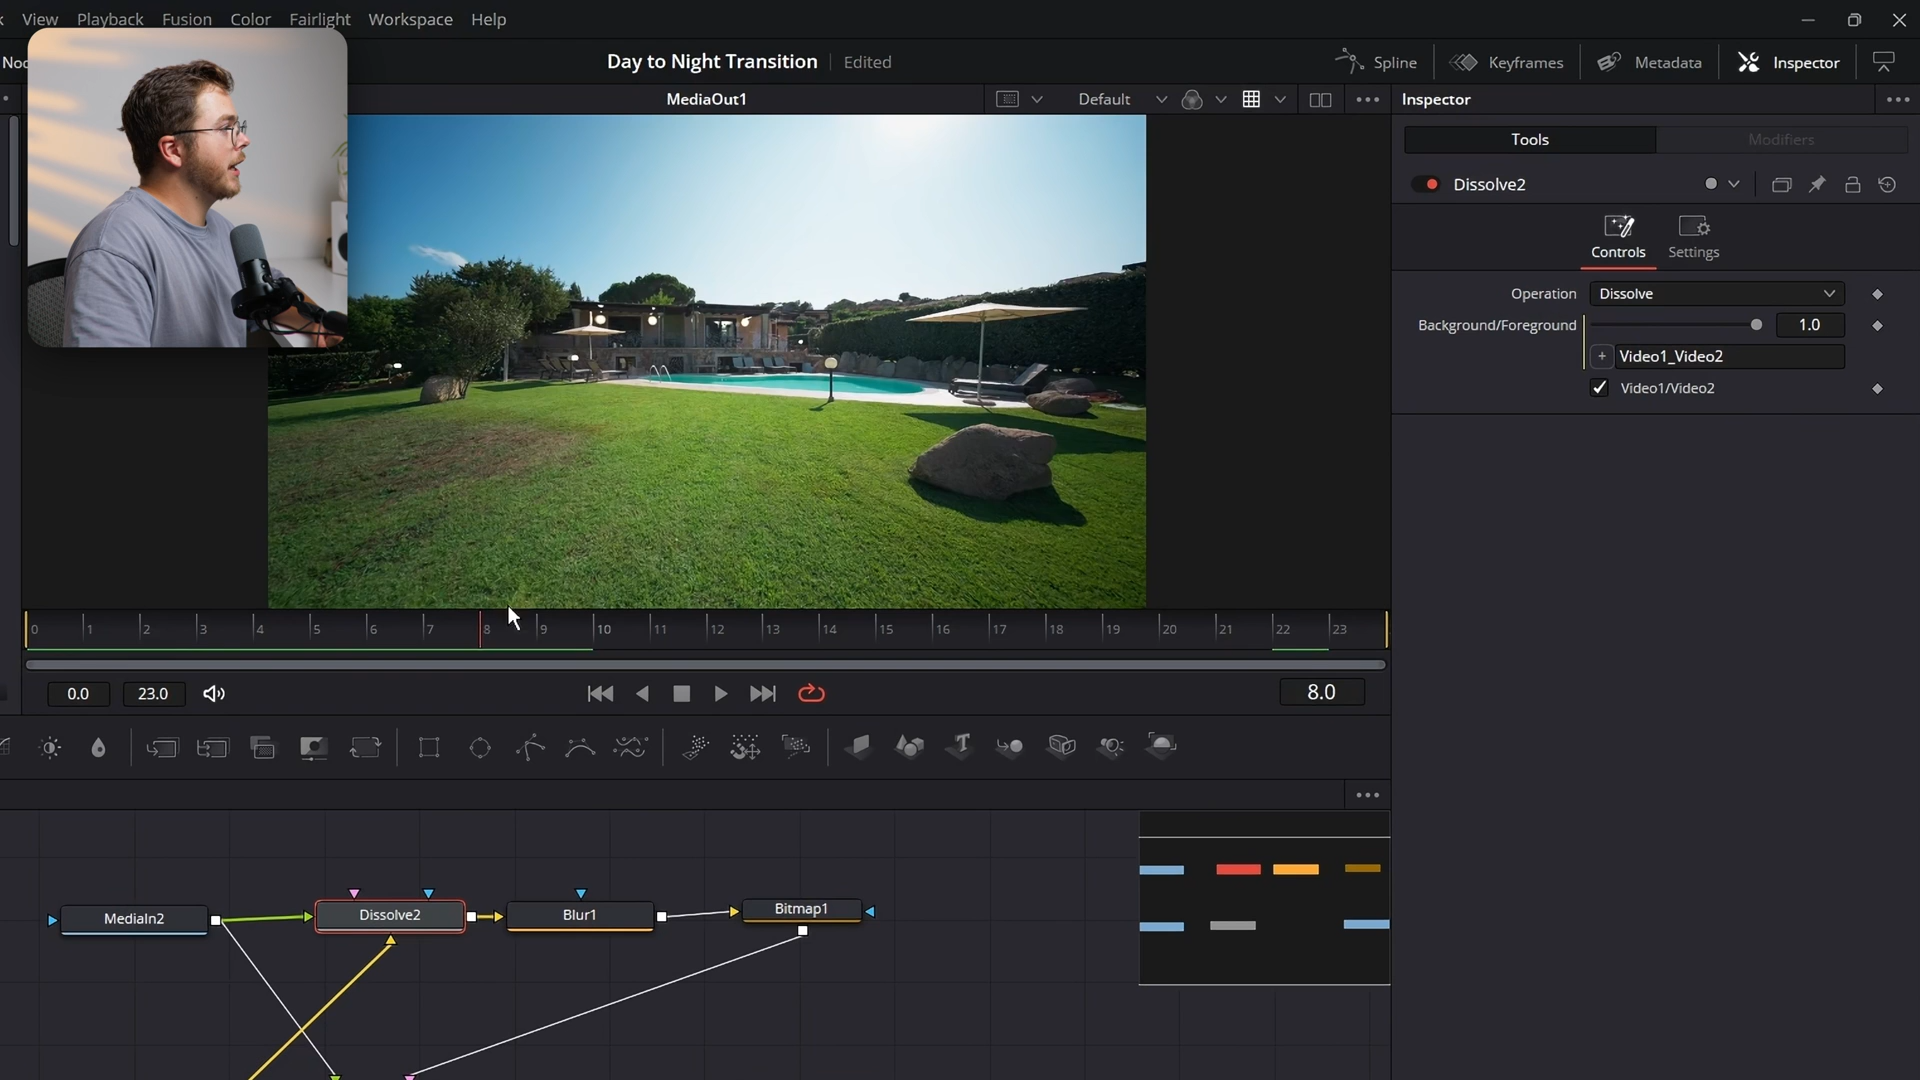 View Playback Fusion Color Fairlight Workspace Help
Day to Night Transition Edited
Spline Keyframes Metadata Inspector
MediaOut1
Default
Inspector
Tools
Modifiers
Dissolve2
Controls Settings
Operation Dissolve
Background/Foreground 1.0
Video1_Video2
Video1/Video2
0 1 2 3 4 5 6 7 8 9 10 11 12 13 14 15 16 17 18 19 20 21 22 23
0.0 23.0
8.0
T
MediaIn2
Dissolve2
Blur1
Bitmap1